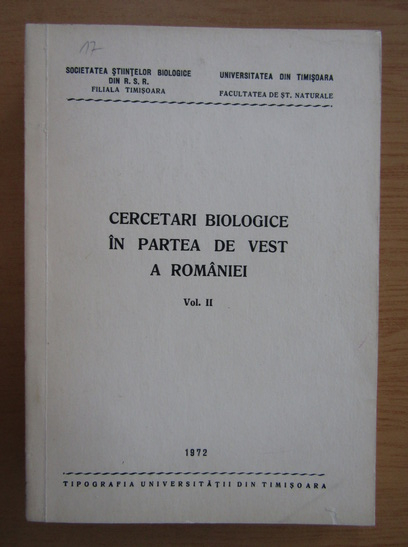 17
SOCIETATEA ŞTIINŢELOR BIOLOGICE
DIN R. S. R.
FILIALA TIMIŞOARA
UNIVERSITATEA DIN TIMIŞOARA
FACULTATEA DE ŞT. NATURALE
CERCETARI BIOLOGICE
ÎN PARTEA DE VEST
A ROMÂNIEI
Vol. II
1972
TIPOGRAFIA UNIVERSITĂŢII DIN TIMIŞOARA